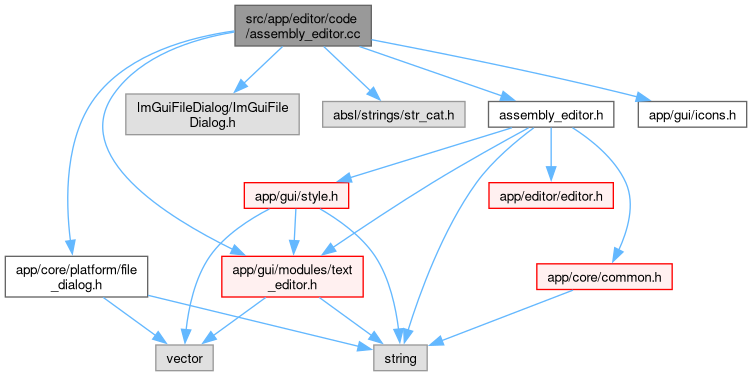 src/app/editor/code
/assembly_editor.cc
ImGuiFileDialog/ImGuiFile
Dialog.h
absl/strings/str_cat.h
assembly_editor.h
app/gui/icons.h
app/gui/style.h
app/editor/editor.h
app/core/platform/file
_dialog.h
app/gui/modules/text
_editor.h
app/core/common.h
vector
string